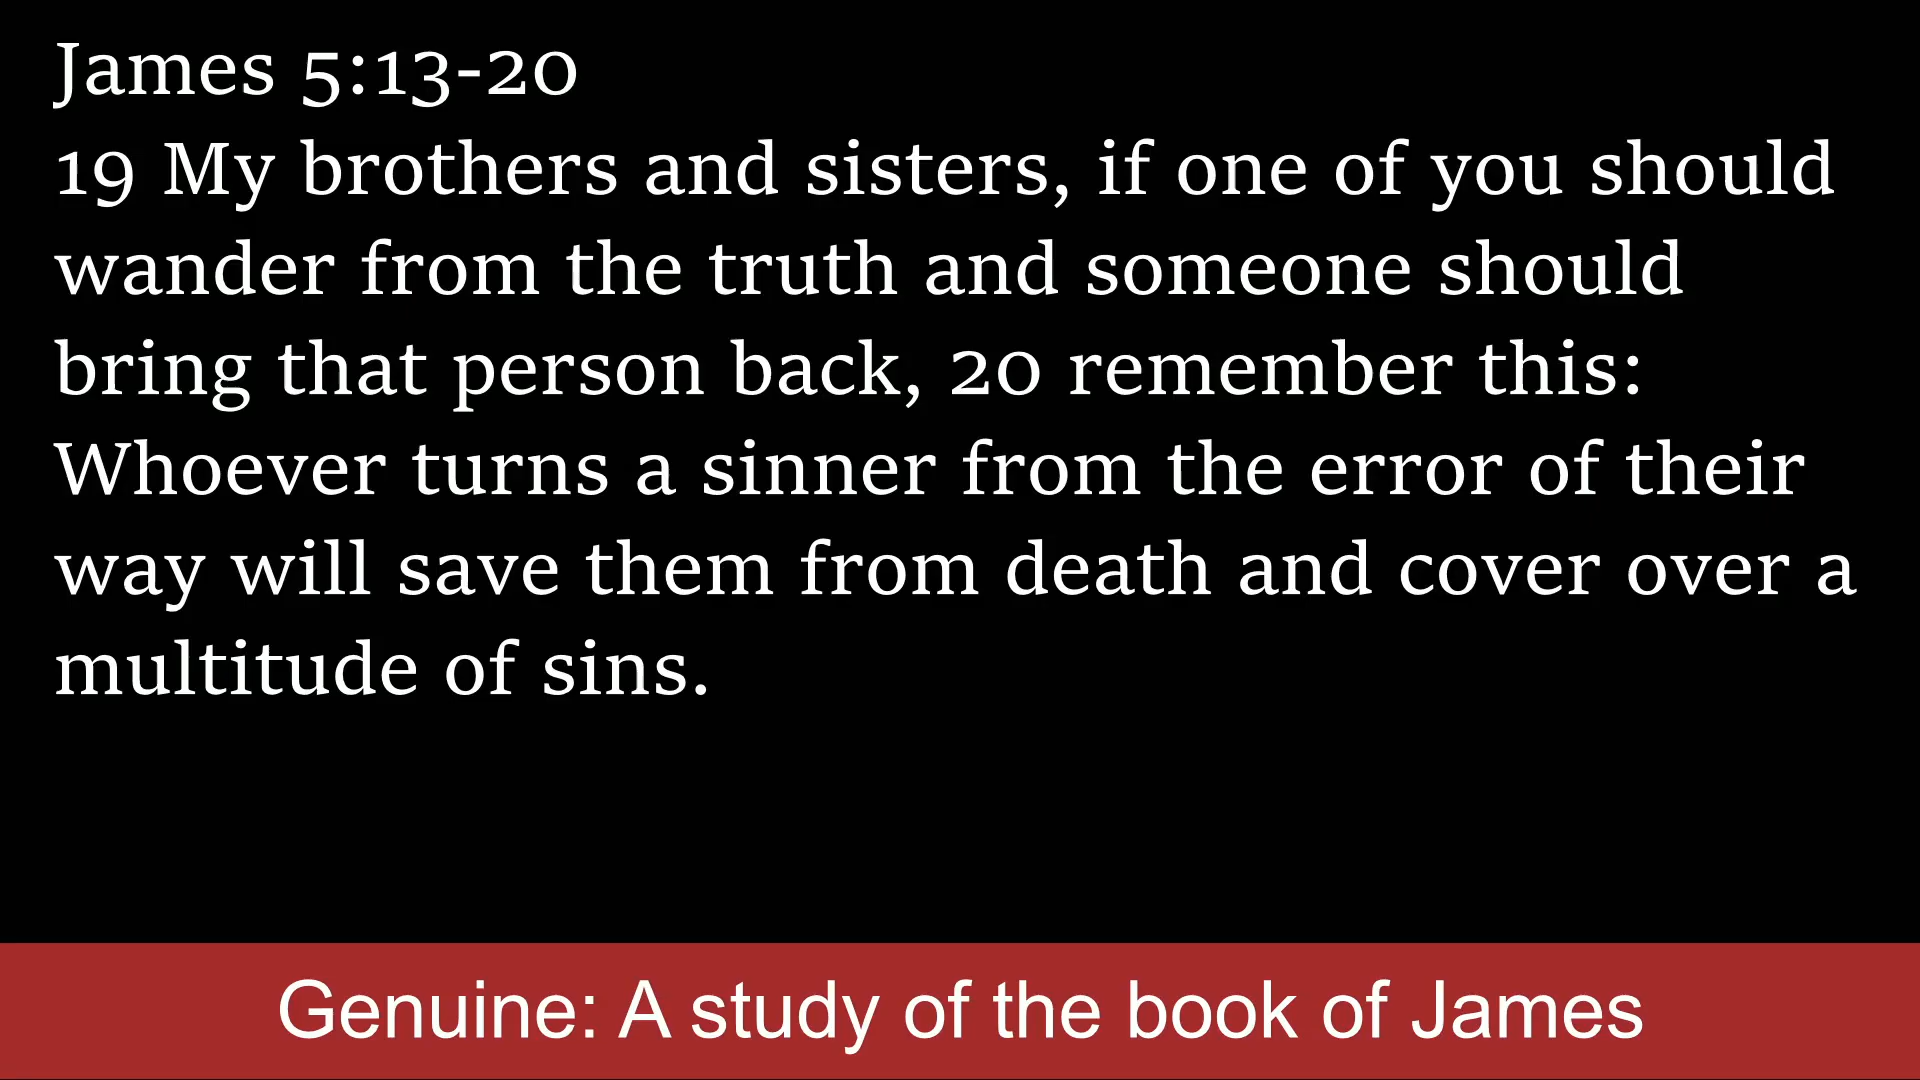 James 5:13-20
19 My brothers and sisters, if one of you should
wander from the truth and someone should
bring that person back, 20 remember this:
Whoever turns a sinner from the error of their
way will save them from death and cover over a
multitude of sins.
Genuine: A study of the book of James